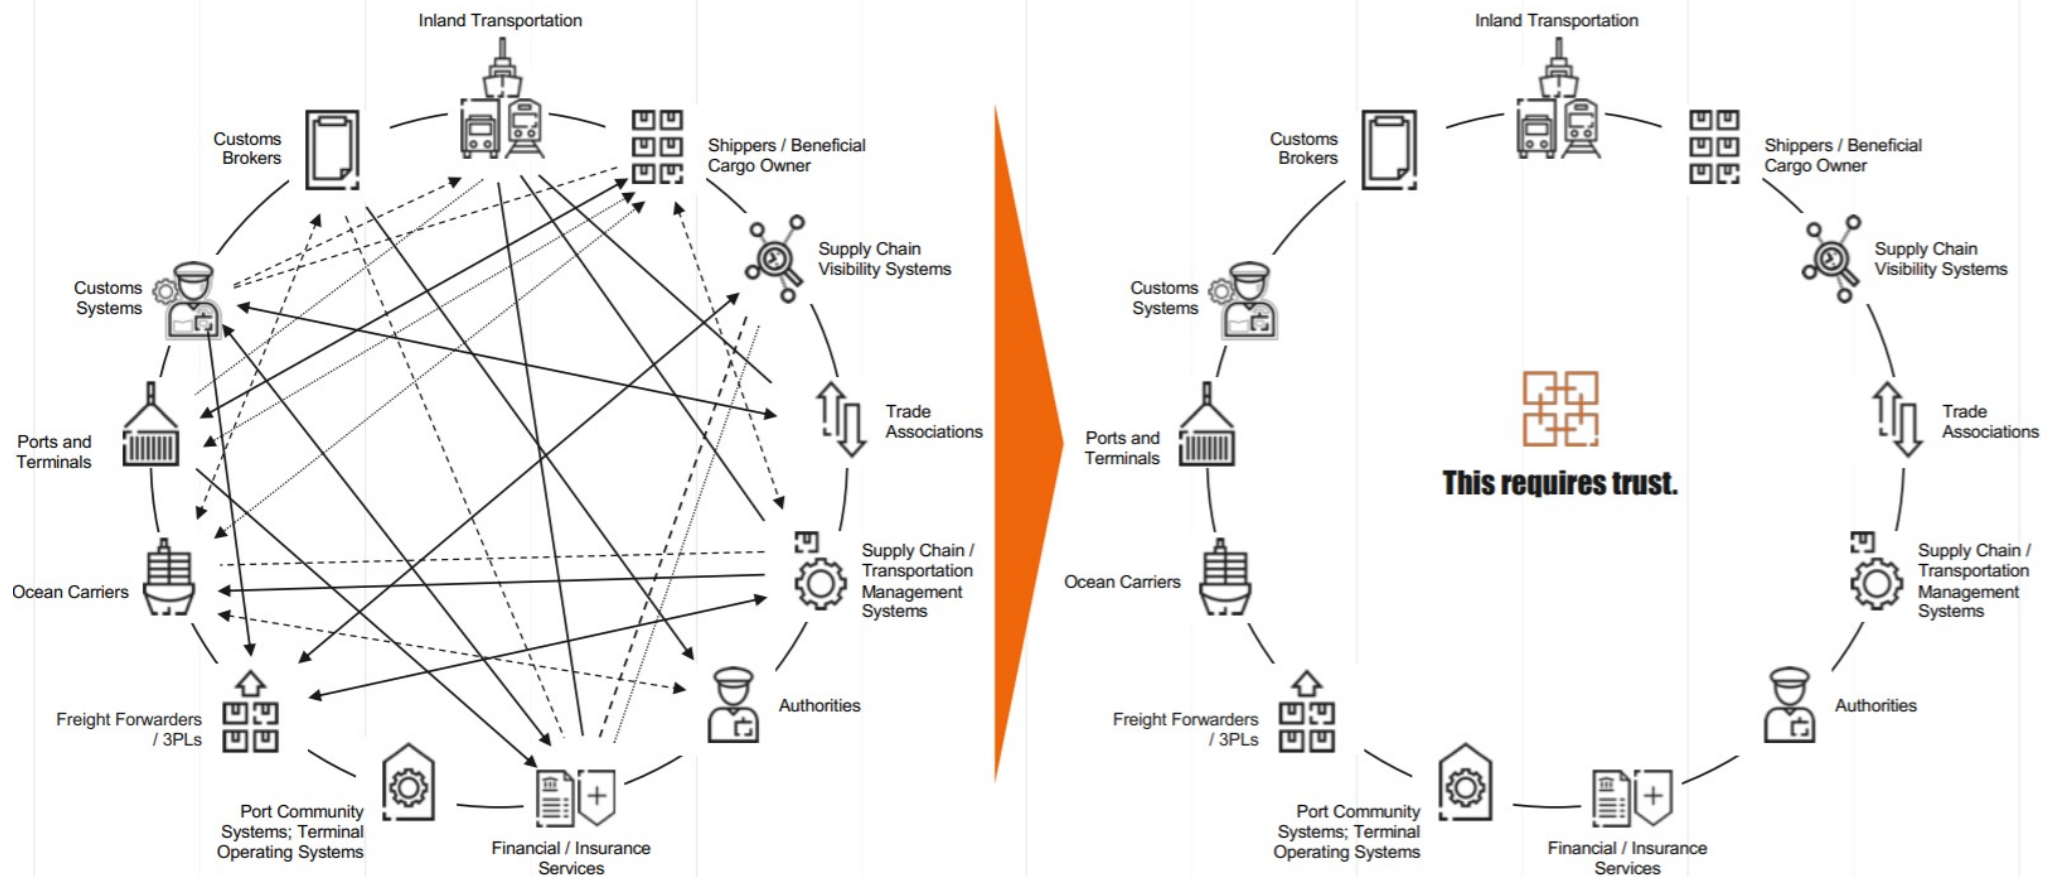 Inland Transportation
Customs
Brokers
Shippers / Beneficial
Cargo Owner
Supply Chain
Visibility Systems
Customs
Systems
Trade
Associations
Ports and
Terminals
Supply Chain /
Transportation
Management
Systems
Ocean Carriers
Authorities
Freight Forwarders
/ 3PLs
Port Community
Systems; Terminal
Operating Systems
Financial / Insurance
Services
Inland Transportation
Customs
Brokers
Shippers / Beneficial
Cargo Owner
Supply Chain
Visibility Systems
Customs
Systems
Trade
Associations
Ports and
Terminals
This requires trust.
Supply Chain /
Transportation
Management
Systems
Ocean Carriers
Authorities
Freight Forwarders
/ 3PLs
Port Community
Systems; Terminal
Operating Systems
Financial / Insurance
Services